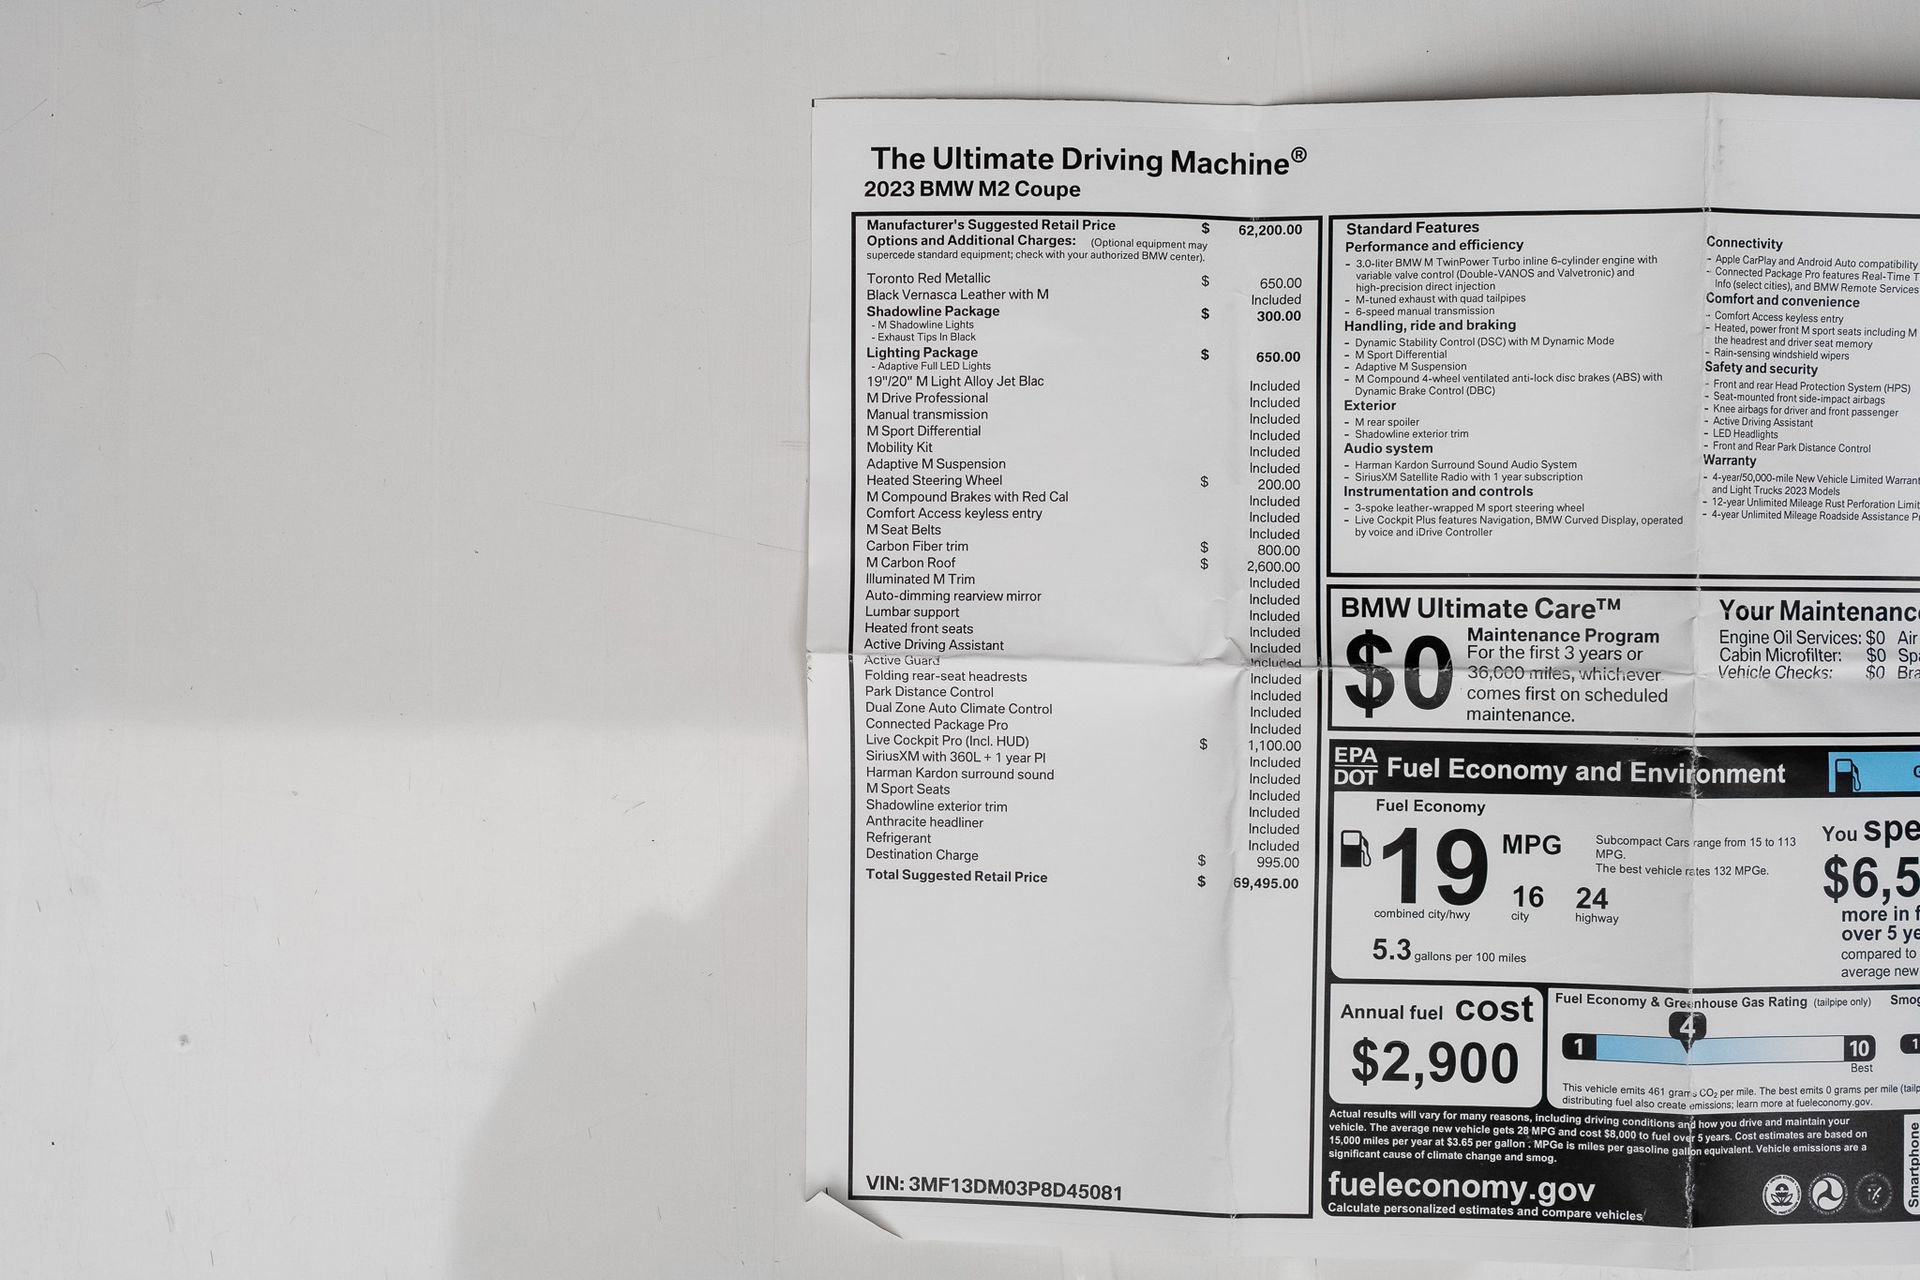 The Ultimate Driving Machine®
2023 BMW M2 Coupe
Manufacturer's Suggested Retail Price $ 62,200.00
Options and Additional Charges: (Optional equipment may
supercede standard equipment; check with your authorized BMW center).
Toronto Red Metallic $ 650.00
Black Vernasca Leather with M Included
Shadowline Package $ 300.00
- M Shadowline Lights
- Exhaust Tips In Black
Lighting Package $ 650.00
- Adaptive Full LED Lights
19"/20" M Light Alloy Jet Blac Included
M Drive Professional Included
Manual transmission Included
M Sport Differential Included
Mobility Kit Included
Adaptive M Suspension Included
Heated Steering Wheel $ 200.00
M Compound Brakes with Red Cal Included
Comfort Access keyless entry Included
M Seat Belts Included
Carbon Fiber trim $ 800.00
M Carbon Roof $ 2,600.00
Illuminated M Trim Included
Auto-dimming rearview mirror Included
Lumbar support Included
Heated front seats Included
Active Driving Assistant Included
Active Guard Included
Folding rear-seat headrests Included
Park Distance Control Included
Dual Zone Auto Climate Control Included
Connected Package Pro Included
Live Cockpit Pro (Incl. HUD) $ 1,100.00
SiriusXM with 360L + 1 year Pl Included
Harman Kardon surround sound Included
M Sport Seats Included
Shadowline exterior trim Included
Anthracite headliner Included
Refrigerant Included
Destination Charge $ 995.00
Total Suggested Retail Price $ 69,495.00
VIN: 3MF13DM03P8D45081
Standard Features
Performance and efficiency
- 3.0-liter BMW M TwinPower Turbo inline 6-cylinder engine with
variable valve control (Double-VANOS and Valvetronic) and
high-precision direct injection
- M-tuned exhaust with quad tailpipes
- 6-speed manual transmission
Handling, ride and braking
- Dynamic Stability Control (DSC) with M Dynamic Mode
- M Sport Differential
- Adaptive M Suspension
- M Compound 4-wheel ventilated anti-lock disc brakes (ABS) with
Dynamic Brake Control (DBC)
Exterior
- M rear spoiler
- Shadowline exterior trim
Audio system
- Harman Kardon Surround Sound Audio System
- SiriusXM Satellite Radio with 1 year subscription
Instrumentation and controls
- 3-spoke leather-wrapped M sport steering wheel
- Live Cockpit Plus features Navigation, BMW Curved Display, operated
by voice and iDrive Controller
Connectivity
- Apple CarPlay and Android Auto compatibility
- Connected Package Pro features Real-Time T
Info (select cities), and BMW Remote Services
Comfort and convenience
- Comfort Access keyless entry
- Heated, power front M sport seats including M
the headrest and driver seat memory
- Rain-sensing windshield wipers
Safety and security
- Front and rear Head Protection System (HPS)
- Seat-mounted front side-impact airbags
- Knee airbags for driver and front passenger
- Active Driving Assistant
- LED Headlights
- Front and Rear Park Distance Control
Warranty
- 4-year/50,000-mile New Vehicle Limited Warrant
and Light Trucks 2023 Models
- 12-year Unlimited Mileage Rust Perforation Limit
- 4-year Unlimited Mileage Roadside Assistance P
BMW Ultimate Care™
$0
Maintenance Program
For the first 3 years or
36,000 miles, whichever
comes first on scheduled
maintenance.
Your Maintenance
Engine Oil Services: $0 Air
Cabin Microfilter: $0 Spa
Vehicle Checks: $0 Bra
EPA
DOT
Fuel Economy and Environment
G
Fuel Economy
19 MPG
combined city/hwy
16
city
24
highway
5.3 gallons per 100 miles
Subcompact Cars range from 15 to 113
MPG.
The best vehicle rates 132 MPGe.
You spe
$6,5
more in f
over 5 ye
compared to
average new
Annual fuel cost
$2,900
Fuel Economy & Greenhouse Gas Rating (tailpipe only) Smog
1
4
10
Best
1
This vehicle emits 461 grams CO₂ per mile. The best emits 0 grams per mile (tailp
distributing fuel also create emissions; learn more at fueleconomy.gov.
Actual results will vary for many reasons, including driving conditions and how you drive and maintain your
vehicle. The average new vehicle gets 28 MPG and cost $8,000 to fuel over 5 years. Cost estimates are based on
15,000 miles per year at $3.65 per gallon . MPGe is miles per gasoline gallon equivalent. Vehicle emissions are a
significant cause of climate change and smog.
fueleconomy.gov
Calculate personalized estimates and compare vehicles
Smartphone